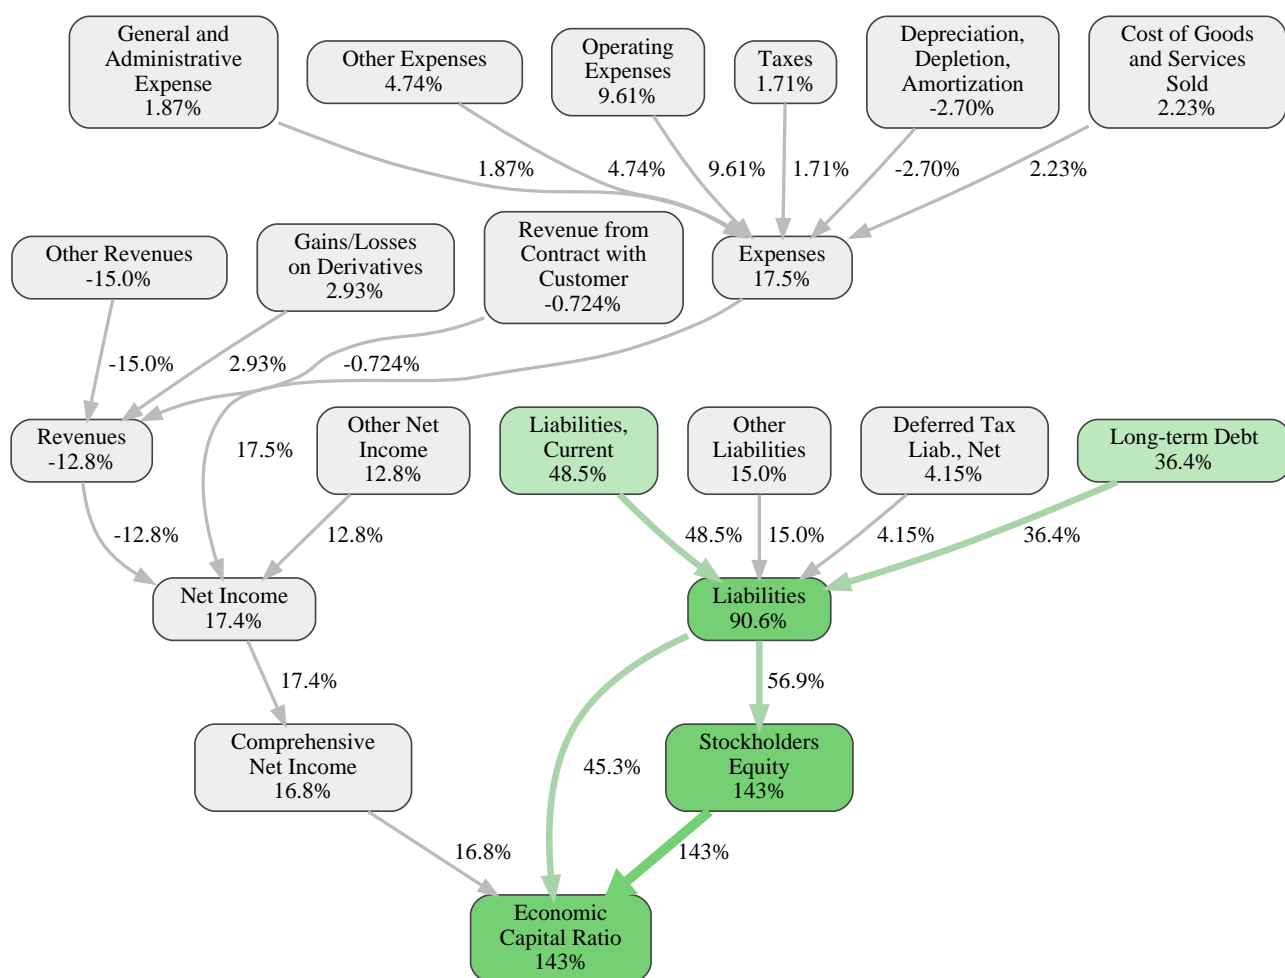 General and
Administrative
Expense
1.87%
Other Expenses
4.74%
Operating
Expenses
9.61%
Taxes
1.71%
Depreciation,
Depletion,
Amortization
-2.70%
Cost of Goods
and Services
Sold
2.23%
1.87%
4.74%
9.61%
1.71%
-2.70%
2.23%
Other Revenues
-15.0%
Gains/Losses
on Derivatives
2.93%
Revenue from
Contract with
Customer
-0.724%
Expenses
17.5%
-15.0%
2.93%
-0.724%
Revenues
-12.8%
17.5%
Other Net
Income
12.8%
Liabilities,
Current
48.5%
Other
Liabilities
15.0%
Deferred Tax
Liab., Net
4.15%
Long-term Debt
36.4%
-12.8%
12.8%
48.5%
15.0%
4.15%
36.4%
Net Income
17.4%
Liabilities
90.6%
17.4%
56.9%
Comprehensive
Net Income
16.8%
45.3%
Stockholders
Equity
143%
16.8%
143%
Economic
Capital Ratio
143%